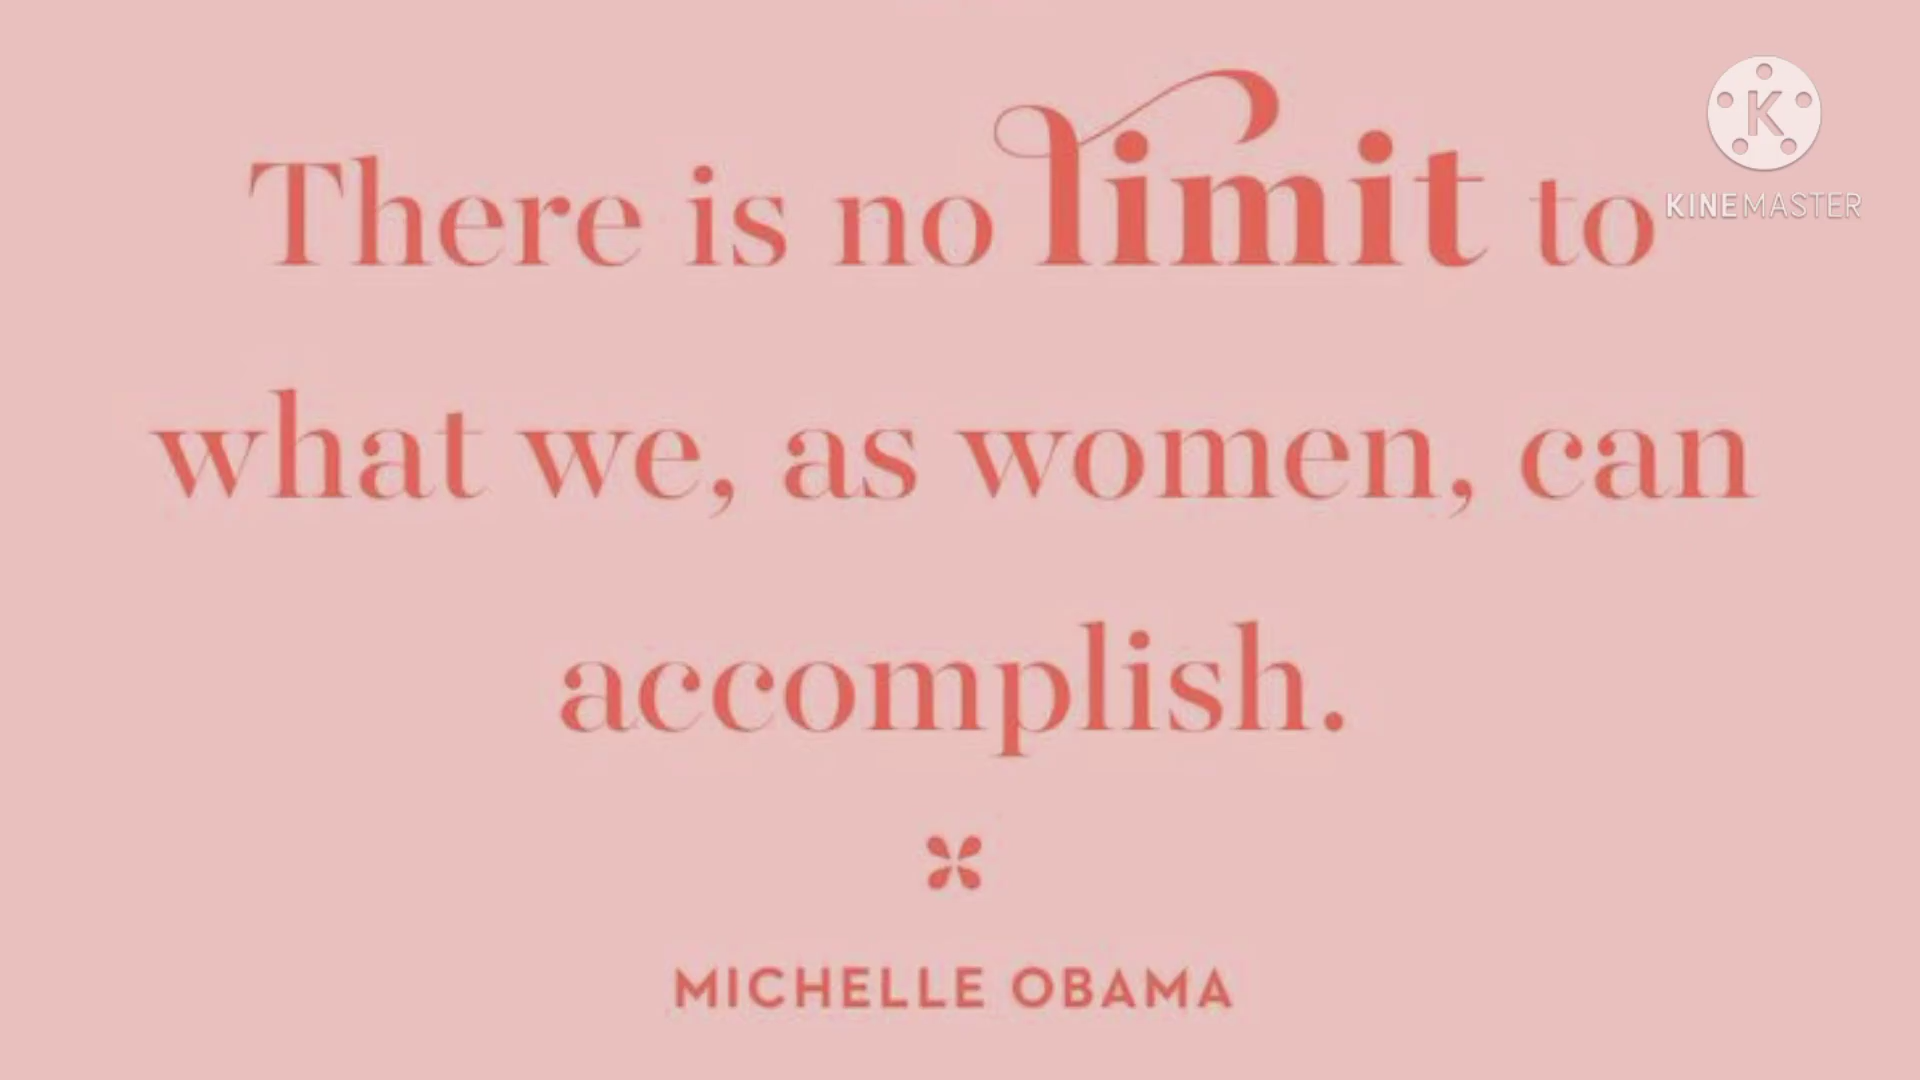 There is no limit to
what we, as women, can
accomplish.
MICHELLE OBAMA
K
KINEMASTER